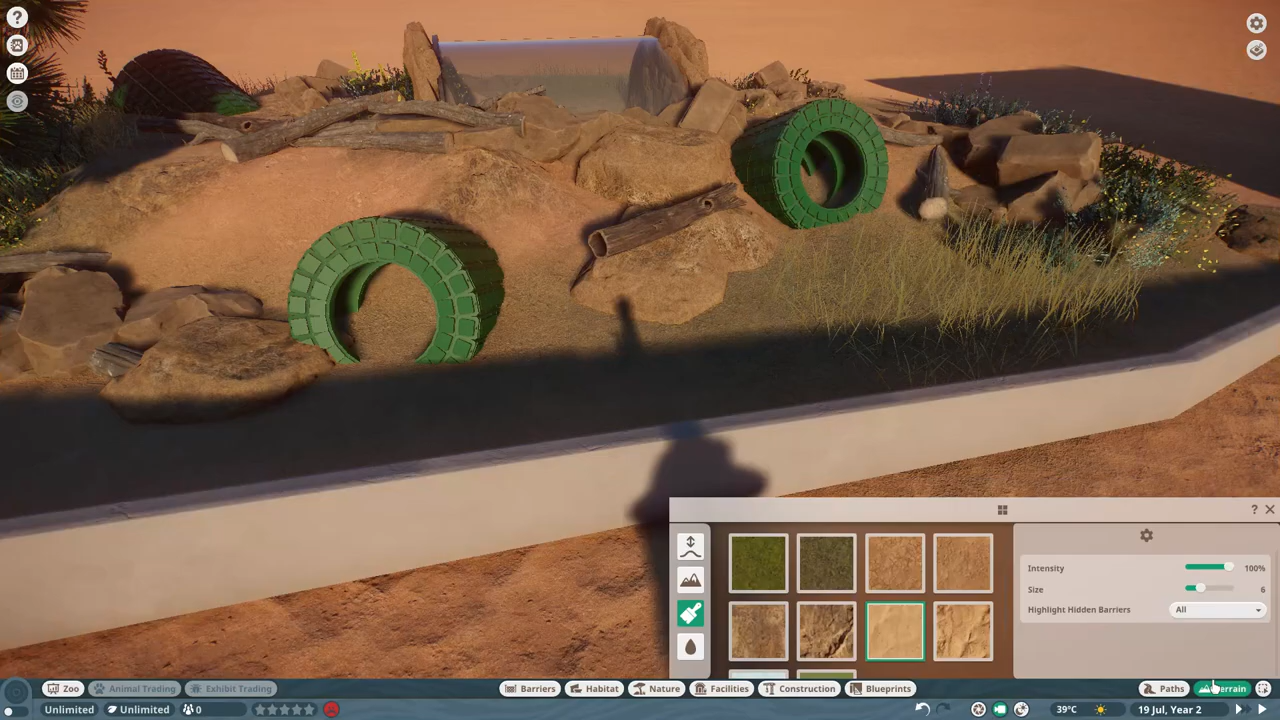 ?
? ×
Intensity 100%
Size 6
Highlight Hidden Barriers All
Zoo Animal Trading Exhibit Trading Barriers Habitat Nature Facilities Construction Blueprints Paths Terrain
Unlimited Unlimited 0 39°C 19 Jul, Year 2